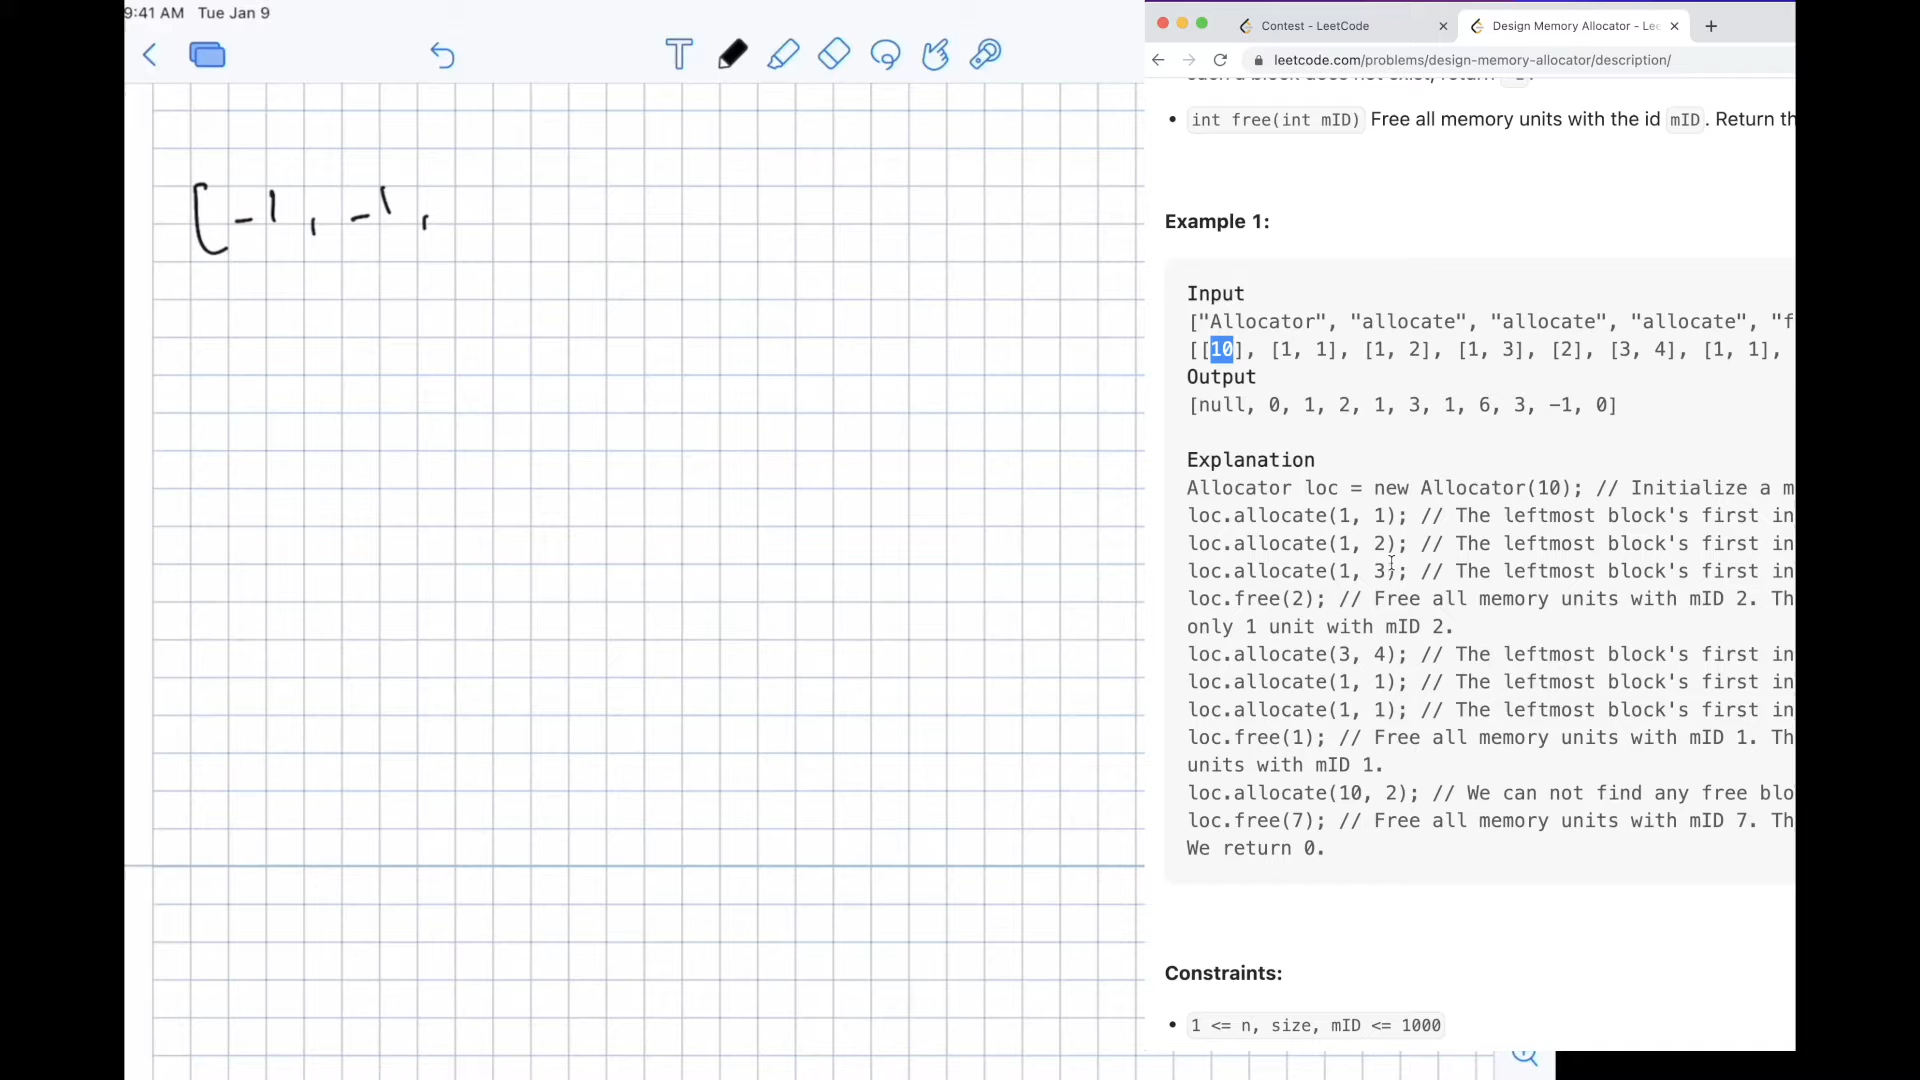 9:41 AM Tue Jan 9
[-1, -1,
Contest - LeetCode
Design Memory Allocator - Lee
leetcode.com/problems/design-memory-allocator/description/
such a block does not exist, return -1.
• int free(int mID) Free all memory units with the id mID. Return th
Example 1:
Input
["Allocator", "allocate", "allocate", "allocate", "f
[[10], [1, 1], [1, 2], [1, 3], [2], [3, 4], [1, 1],
Output
[null, 0, 1, 2, 1, 3, 1, 6, 3, -1, 0]
Explanation
Allocator loc = new Allocator(10); // Initialize a m
loc.allocate(1, 1); // The leftmost block's first in
loc.allocate(1, 2); // The leftmost block's first in
loc.allocate(1, 3); // The leftmost block's first in
loc.free(2); // Free all memory units with mID 2. Th
only 1 unit with mID 2.
loc.allocate(3, 4); // The leftmost block's first in
loc.allocate(1, 1); // The leftmost block's first in
loc.allocate(1, 1); // The leftmost block's first in
loc.free(1); // Free all memory units with mID 1. Th
units with mID 1.
loc.allocate(10, 2); // We can not find any free blo
loc.free(7); // Free all memory units with mID 7. Th
We return 0.
Constraints:
• 1 <= n, size, mID <= 1000